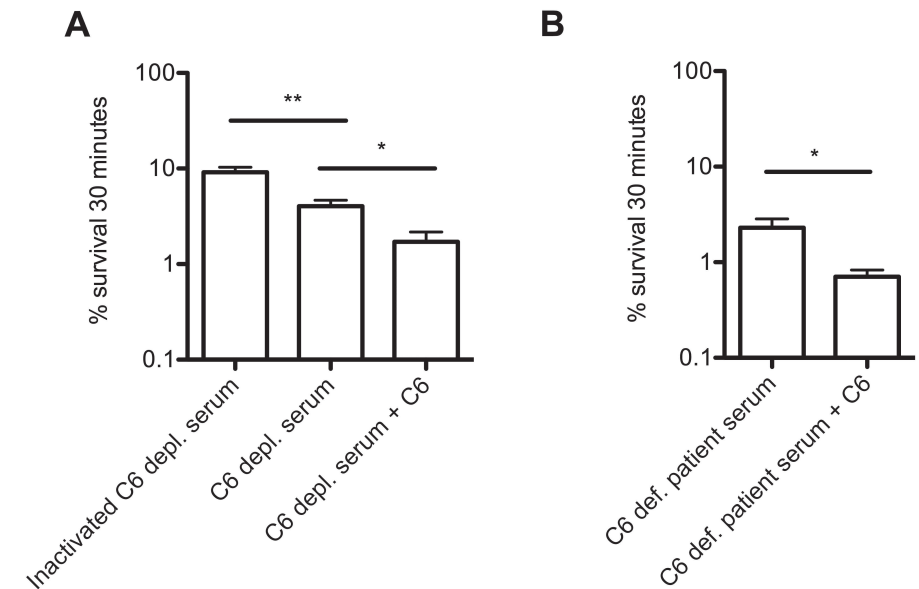 A
% survival 30 minutes
100
10
1
0.1
**
*
Inactivated C6 depl. serum
C6 depl. serum
C6 depl. serum + C6
B
% survival 30 minutes
100
10
1
0.1
*
C6 def. patient serum
C6 def. patient serum + C6